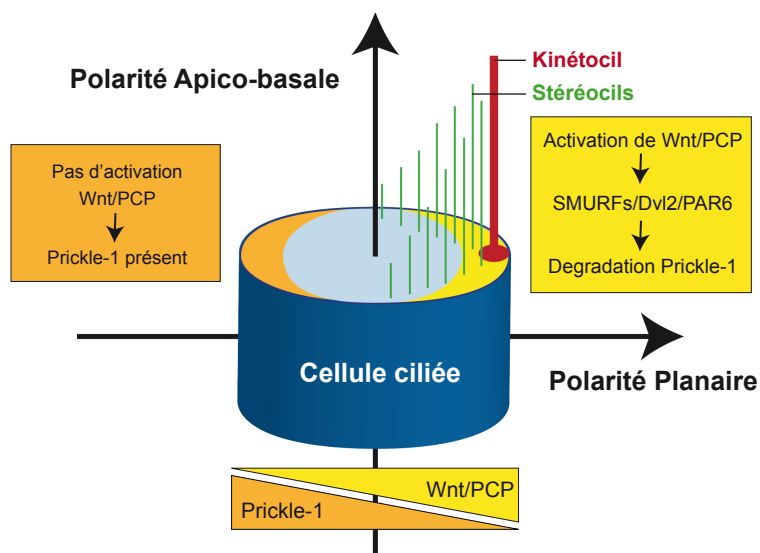 Polarité Apico-basale
Kinétocil
Stéréocils
Pas d'activation
Wnt/PCP
Prickle-1 présent
Activation de Wnt/PCP
SMURFs/Dvl2/PAR6
Degradation Prickle-1
Cellule ciliée
Polarité Planaire
Wnt/PCP
Prickle-1